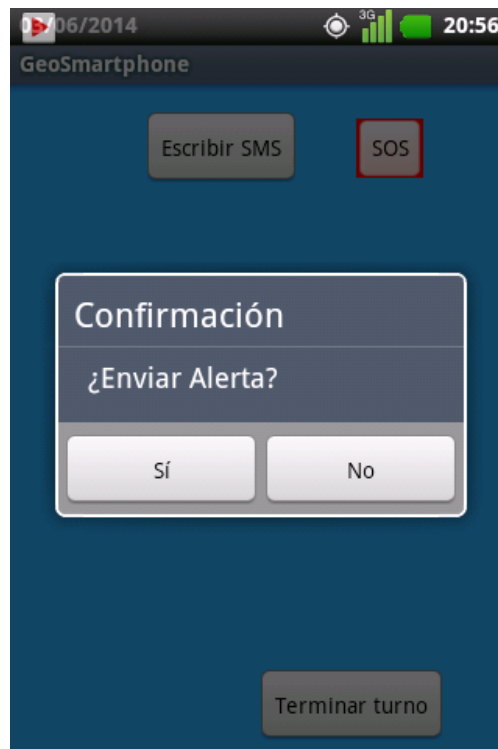 /06/2014 3G 20:56
GeoSmartphone
Escribir SMS SOS
Confirmación
¿Enviar Alerta?
Sí No
Terminar turno